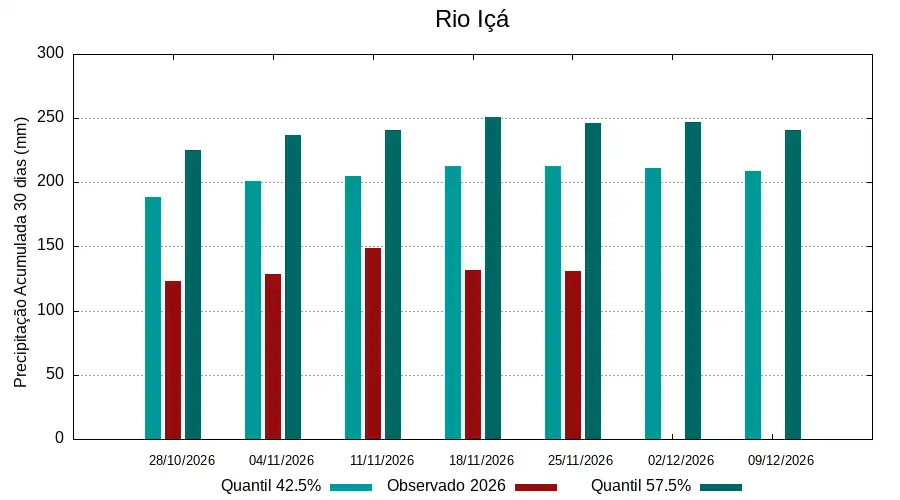 Rio Içá
Precipitação Acumulada 30 dias (mm)
300
250
200
150
100
50
0
28/10/2026 04/11/2026 11/11/2026 18/11/2026 25/11/2026 02/12/2026 09/12/2026
Quantil 42.5% Observado 2026 Quantil 57.5%